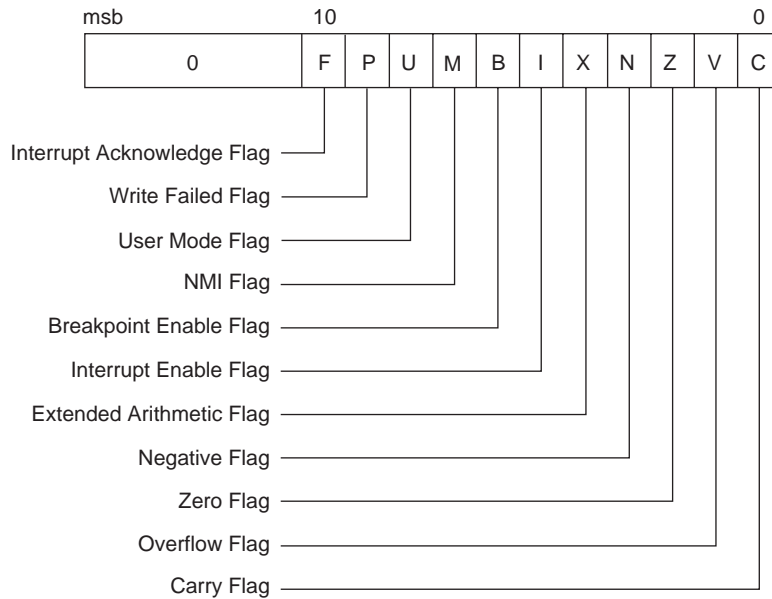 msb 10 0
0 F P U M B I X N Z V C
Interrupt Acknowledge Flag
Write Failed Flag
User Mode Flag
NMI Flag
Breakpoint Enable Flag
Interrupt Enable Flag
Extended Arithmetic Flag
Negative Flag
Zero Flag
Overflow Flag
Carry Flag